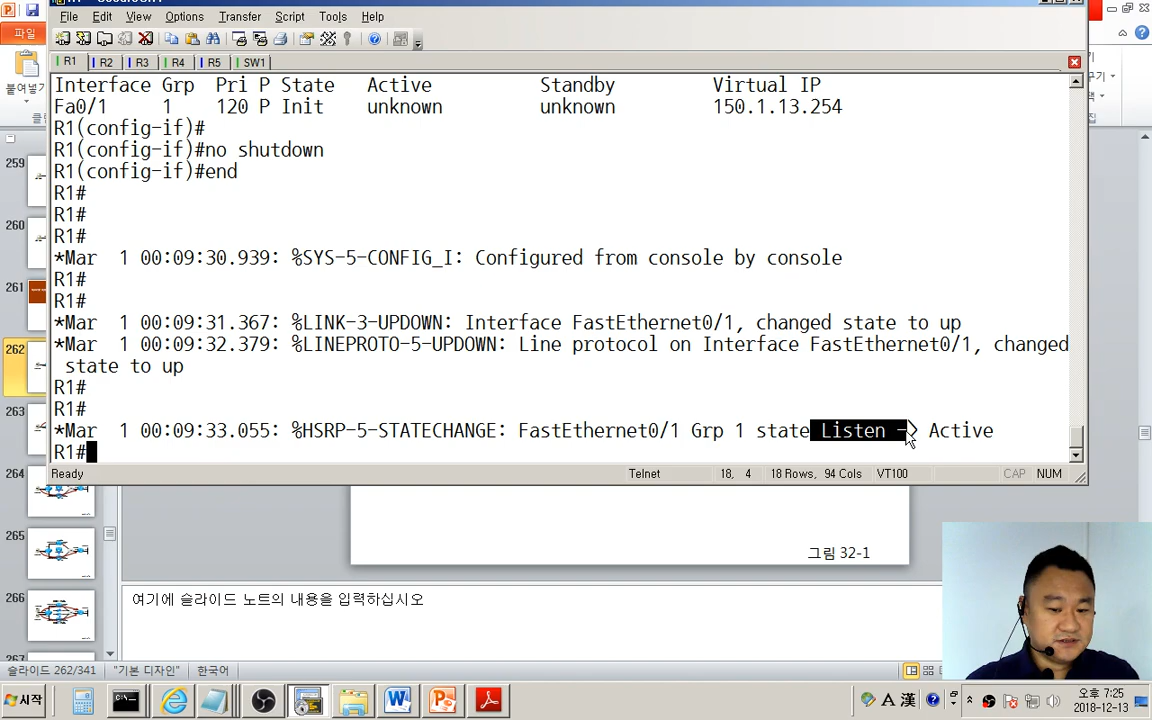 File Edit View Options Transfer Script Tools Help
파일
붙여넣기
R1 R2 R3 R4 R5 SW1
Interface Grp Pri P State Active Standby Virtual IP
Fa0/1 1 120 P Init unknown unknown 150.1.13.254
R1(config-if)#
R1(config-if)#no shutdown
R1(config-if)#end
R1#
R1#
R1#
*Mar 1 00:09:30.939: %SYS-5-CONFIG_I: Configured from console by console
R1#
R1#
*Mar 1 00:09:31.367: %LINK-3-UPDOWN: Interface FastEthernet0/1, changed state to up
*Mar 1 00:09:32.379: %LINEPROTO-5-UPDOWN: Line protocol on Interface FastEthernet0/1, changed
state to up
R1#
R1#
*Mar 1 00:09:33.055: %HSRP-5-STATECHANGE: FastEthernet0/1 Grp 1 state Listen -> Active
R1#
Ready Telnet 18, 4 18 Rows, 94 Cols VT100 CAP NUM
259
260
261
262
263
264
265
266
267
그림 32-1
여기에 슬라이드 노트의 내용을 입력하십시오
슬라이드 262/341 "기본 디자인" 한국어
시작
A 漢
오후 7:25
2018-12-13